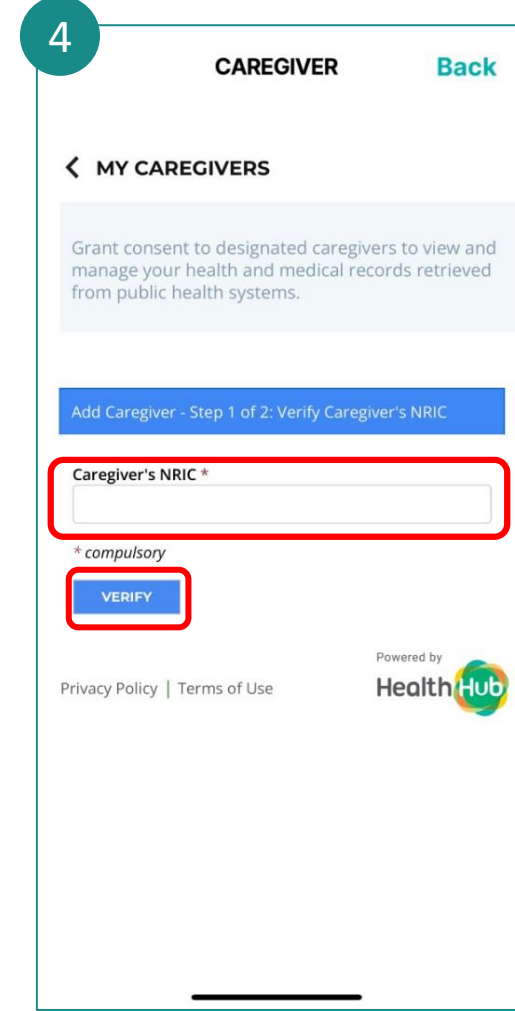 4
CAREGIVER Back
MY CAREGIVERS
Grant consent to designated caregivers to view and
manage your health and medical records retrieved
from public health systems.
Add Caregiver - Step 1 of 2: Verify Caregiver's NRIC
Caregiver's NRIC *
* compulsory
VERIFY
Powered by
Privacy Policy | Terms of Use
HealthHub